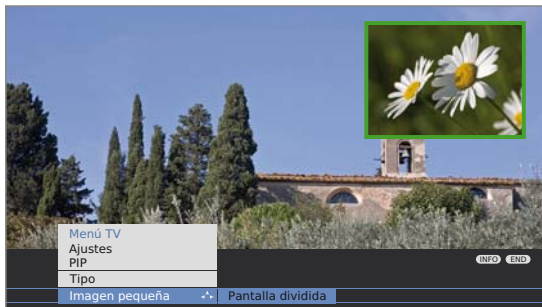 Menú TV
Ajustes
PIP
Tipo
Imagen pequeña Pantalla dividida
INFO END